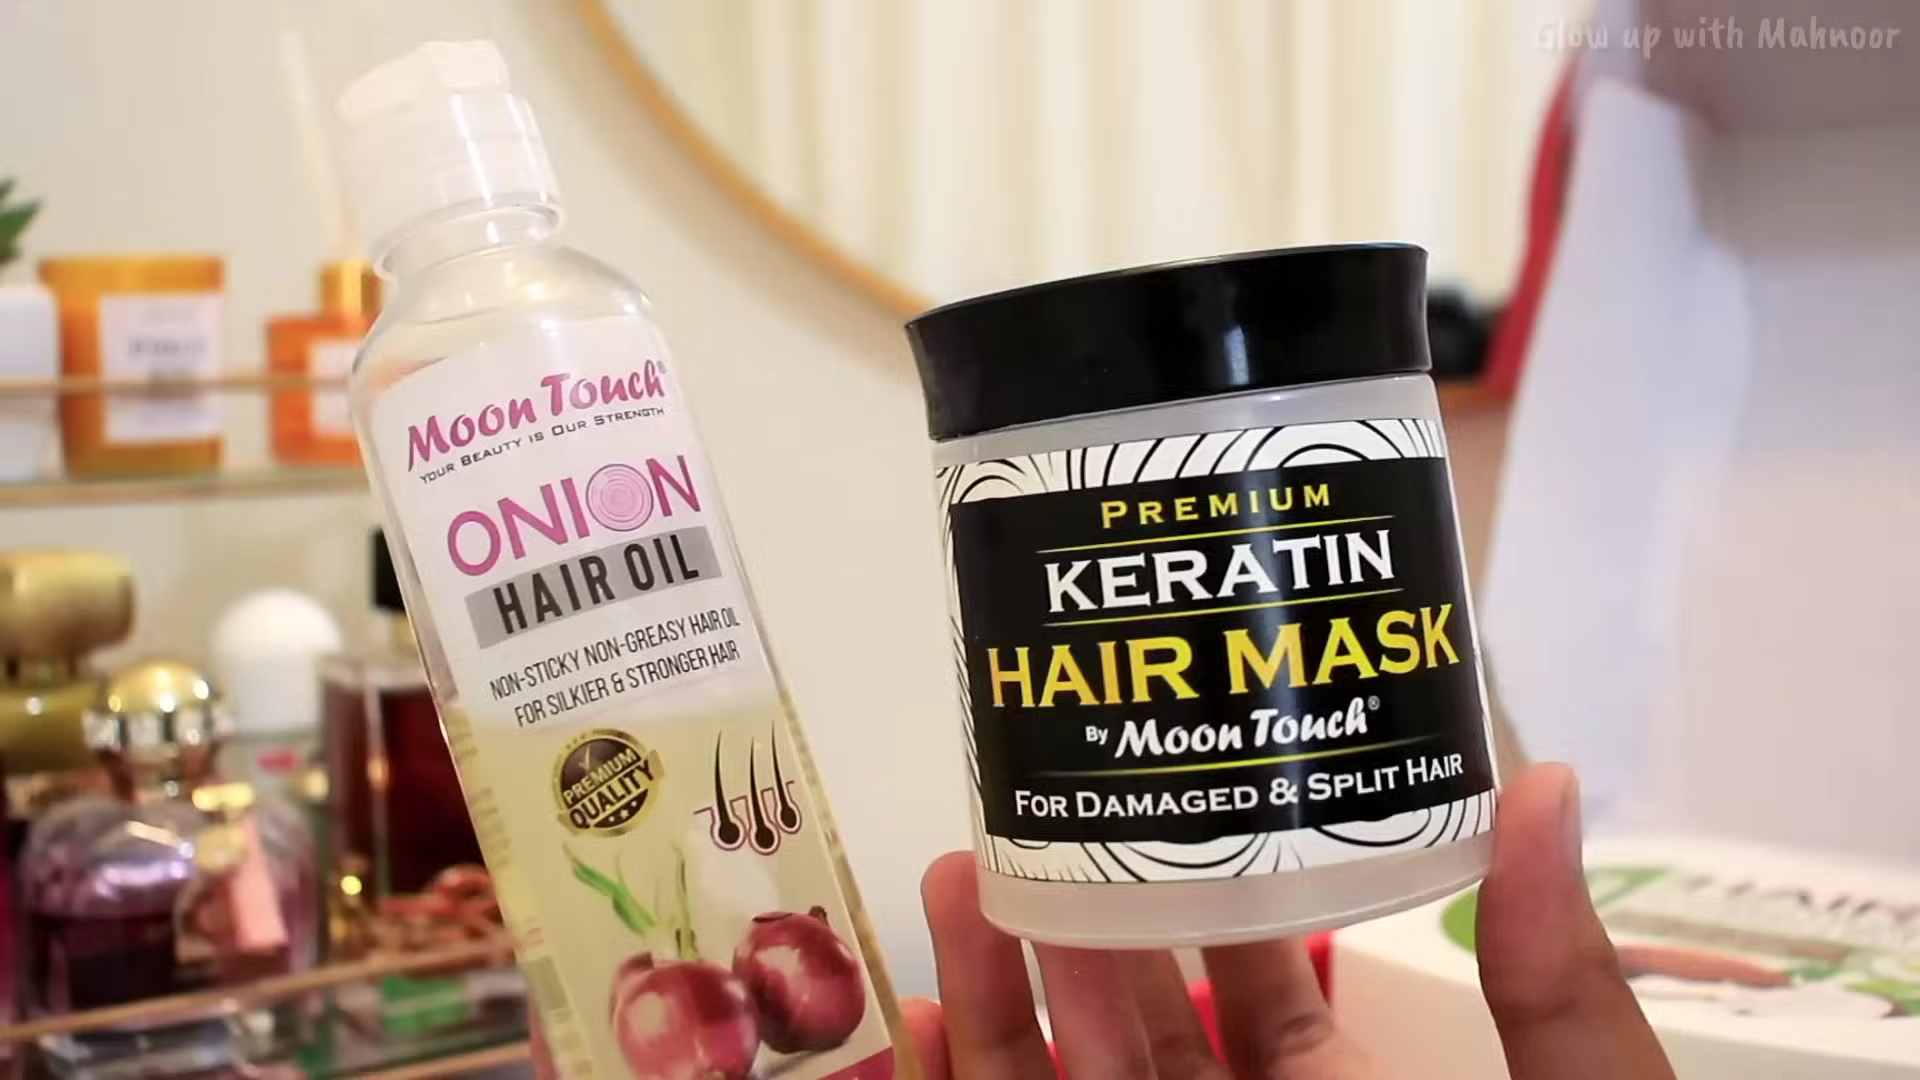 Glow up with Mahnoor
Moon Touch®
YOUR BEAUTY IS OUR STRENGTH
ONION
HAIR OIL
NON-STICKY NON-GREASY HAIR OIL
FOR SILKIER & STRONGER HAIR
PREMIUM
QUALITY
PREMIUM
KERATIN
HAIR MASK
By Moon Touch®
FOR DAMAGED & SPLIT HAIR
HAIR